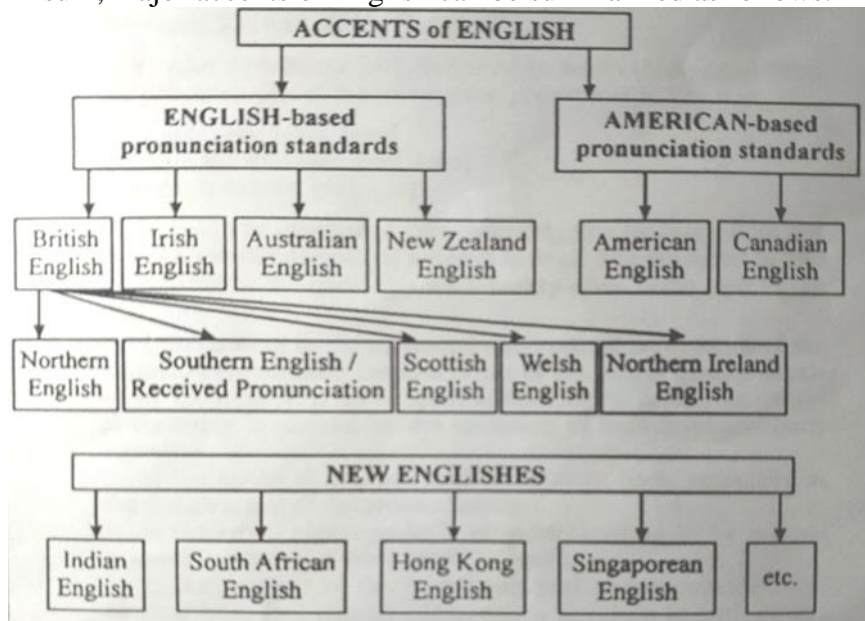 ACCENTS of ENGLISH
ENGLISH-based
pronunciation standards
AMERICAN-based
pronunciation standards
British
English
Irish
English
Australian
English
New Zealand
English
American
English
Canadian
English
Northern
English
Southern English /
Received Pronunciation
Scottish
English
Welsh
English
Northern Ireland
English
NEW ENGLISHES
Indian
English
South African
English
Hong Kong
English
Singaporean
English
etc.